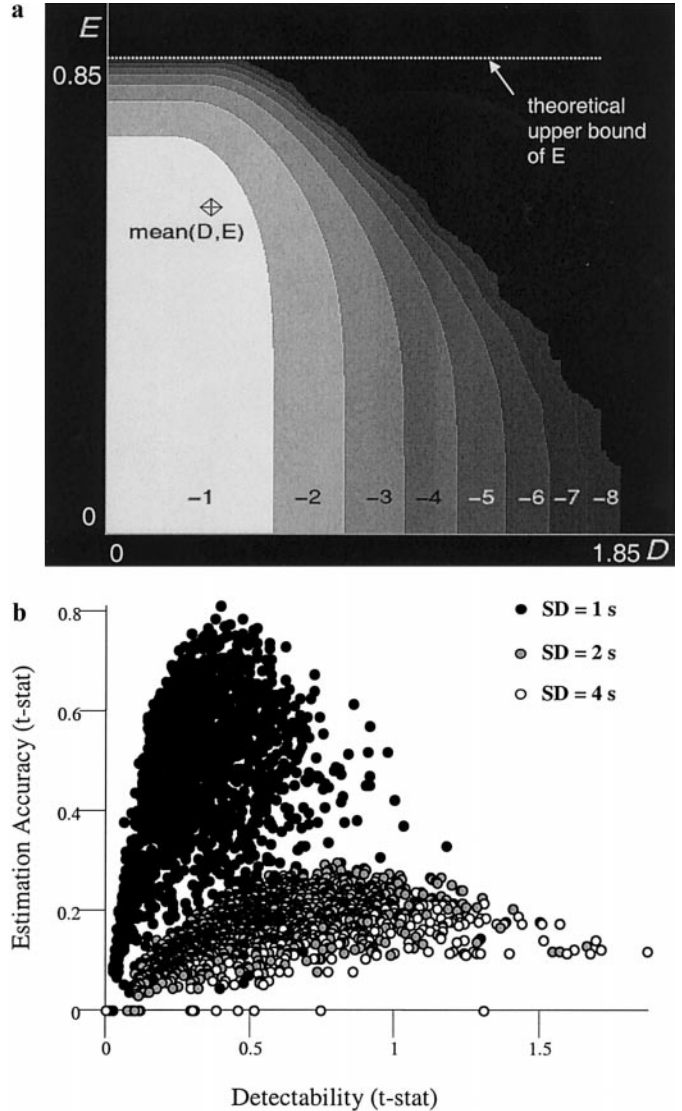 a
E
0.85
theoretical
upper bound
of E
mean(D,E)
0
−1 −2 −3 −4 −5 −6 −7 −8
0 1.85 D
b
0.8
0.6
0.4
0.2
0
0 0.5 1 1.5
SD = 1 s
SD = 2 s
SD = 4 s
Estimation Accuracy (t-stat)
Detectability (t-stat)